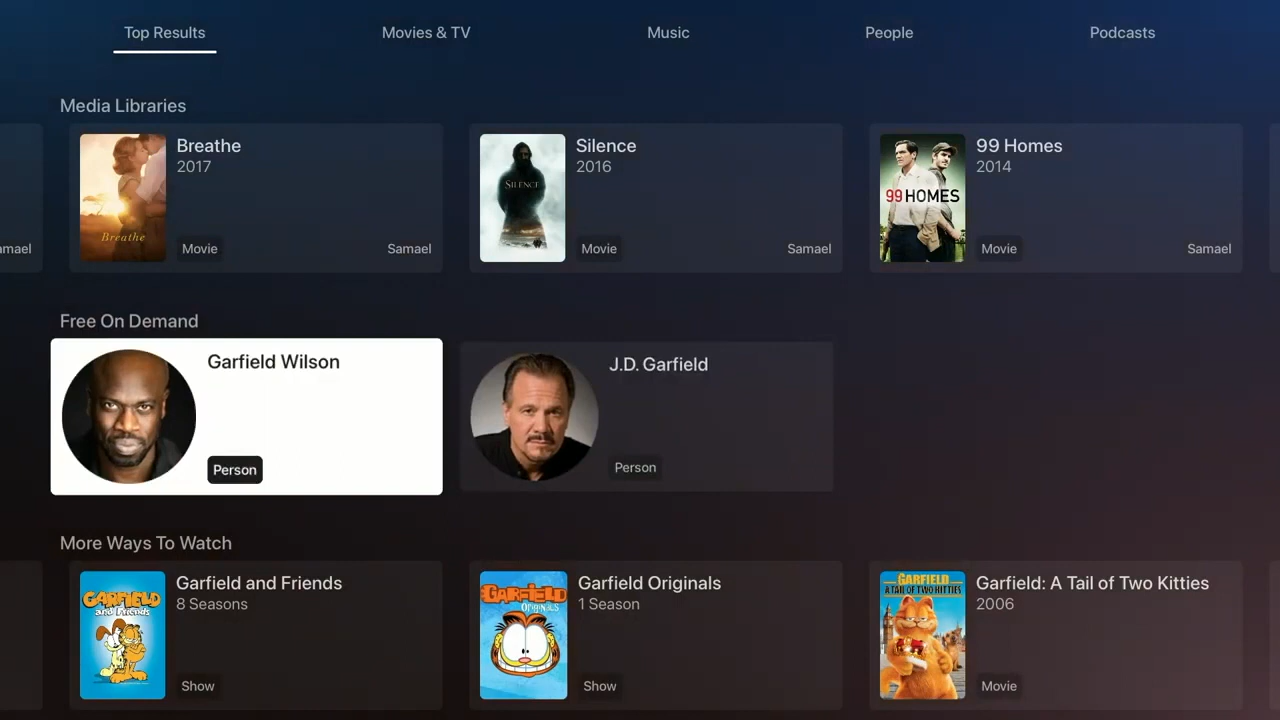 Top Results
Movies & TV
Music
People
Podcasts
Media Libraries
amael
Breathe
Breathe
2017
Movie
Samael
SILENCE
Silence
2016
Movie
Samael
99 HOMES
99 Homes
2014
Movie
Samael
Free On Demand
Garfield Wilson
Person
J.D. Garfield
Person
More Ways To Watch
GARFIELD
and Friends
Garfield and Friends
8 Seasons
Show
GARFIELD
Originals
Garfield Originals
1 Season
Show
GARFIELD
A TAIL OF TWO KITTIES
Garfield: A Tail of Two Kitties
2006
Movie